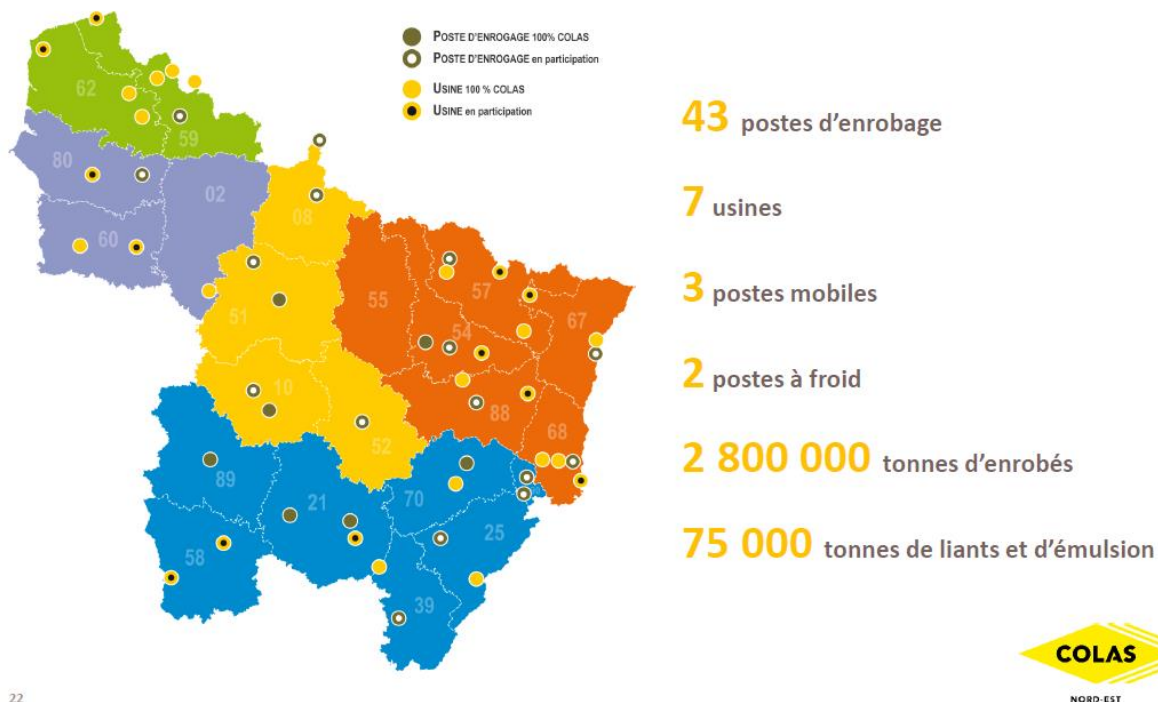 POSTE D'ENROGAGE 100% COLAS
POSTE D'ENROGAGE en participation
USINE 100 % COLAS
USINE en participation
62
59
80
02
60
08
51
55
57
54
67
10
52
88
68
89
21
70
25
58
39
43 postes d'enrobage
7 usines
3 postes mobiles
2 postes à froid
2 800 000 tonnes d'enrobés
75 000 tonnes de liants et d'émulsion
COLAS
NORD-EST
22